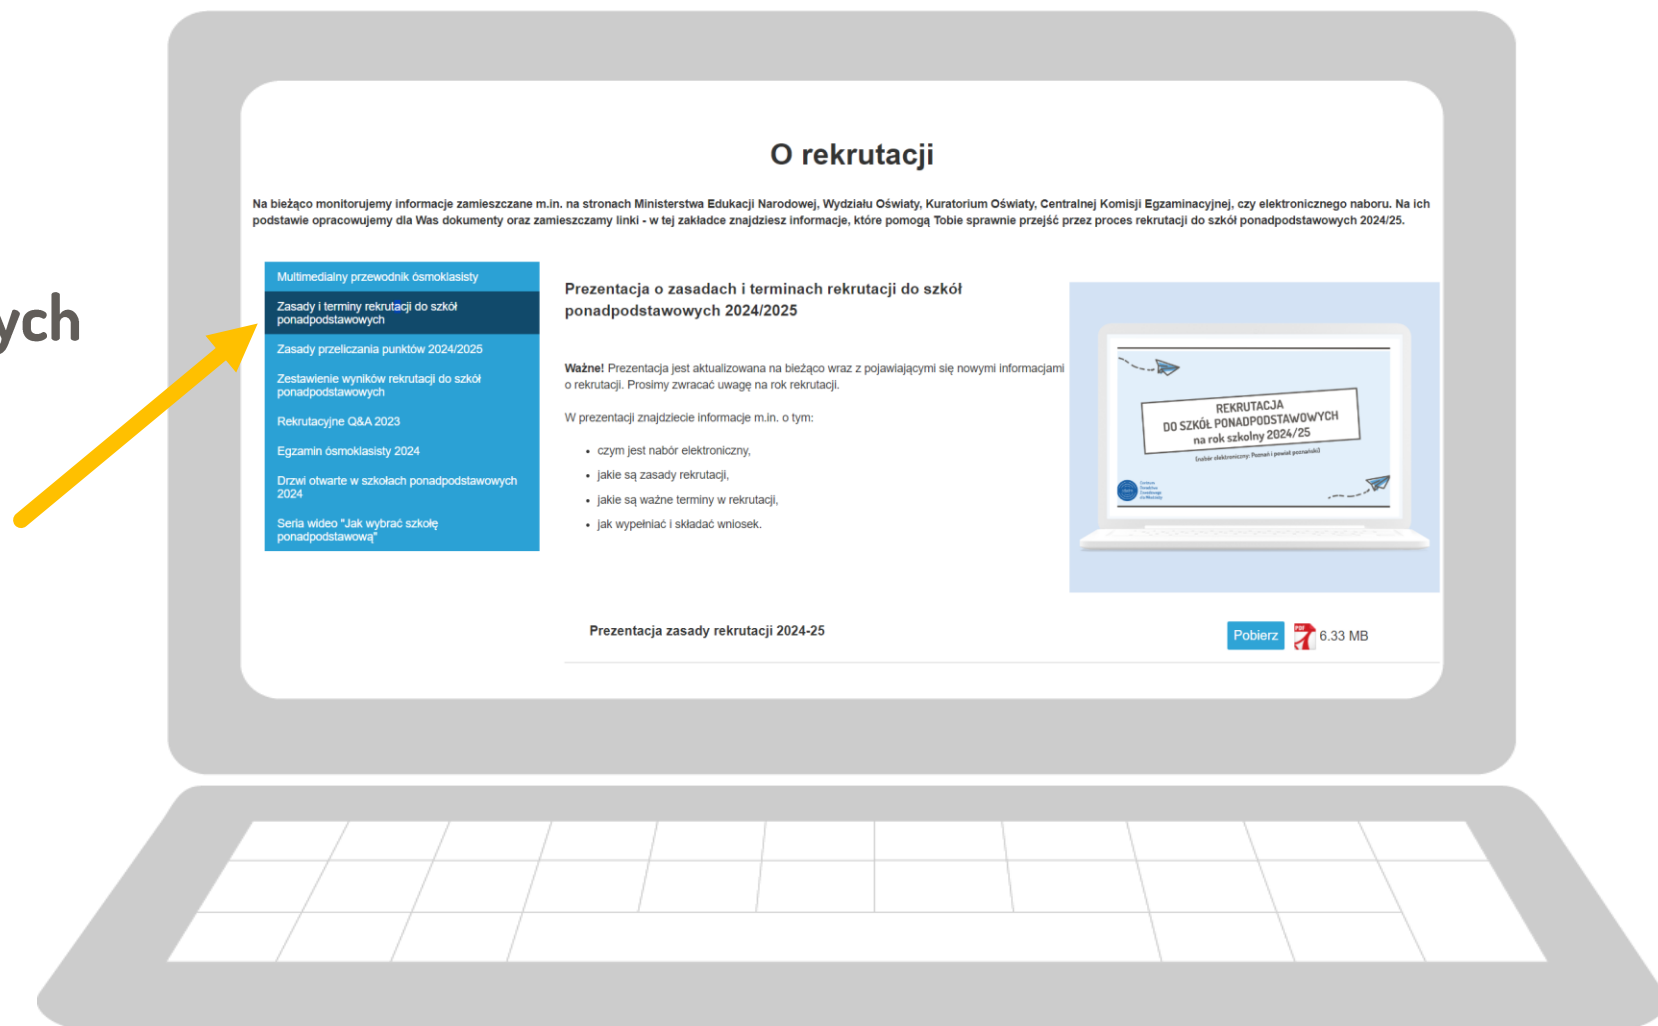 ych
O rekrutacji
Na bieżąco monitorujemy informacje zamieszczane m.in. na stronach Ministerstwa Edukacji Narodowej, Wydziału Oświaty, Kuratorium Oświaty, Centralnej Komisji Egzaminacyjnej, czy elektronicznego naboru. Na ich
podstawie opracowujemy dla Was dokumenty oraz zamieszczamy linki - w tej zakładce znajdziesz informacje, które pomogą Tobie sprawnie przejść przez proces rekrutacji do szkół ponadpodstawowych 2024/25.
Multimedialny przewodnik ósmoklasisty
Zasady i terminy rekrutacji do szkół
ponadpodstawowych
Zasady przeliczania punktów 2024/2025
Zestawienie wyników rekrutacji do szkół
ponadpodstawowych
Rekrutacyjne Q&A 2023
Egzamin ósmoklasisty 2024
Drzwi otwarte w szkołach ponadpodstawowych
2024
Seria wideo "Jak wybrać szkołę
ponadpodstawową"
Prezentacja o zasadach i terminach rekrutacji do szkół
ponadpodstawowych 2024/2025
Ważne! Prezentacja jest aktualizowana na bieżąco wraz z pojawiającymi się nowymi informacjami
o rekrutacji. Prosimy zwracać uwagę na rok rekrutacji.
W prezentacji znajdziecie informacje m.in. o tym:
• czym jest nabór elektroniczny,
• jakie są zasady rekrutacji,
• jakie są ważne terminy w rekrutacji,
• jak wypełniać i składać wniosek.
REKRUTACJA
DO SZKÓŁ PONADPODSTAWOWYCH
na rok szkolny 2024/25
(nabór elektroniczny: Poznań i powiat poznański)
Prezentacja zasady rekrutacji 2024-25
Pobierz
PDF
6.33 MB